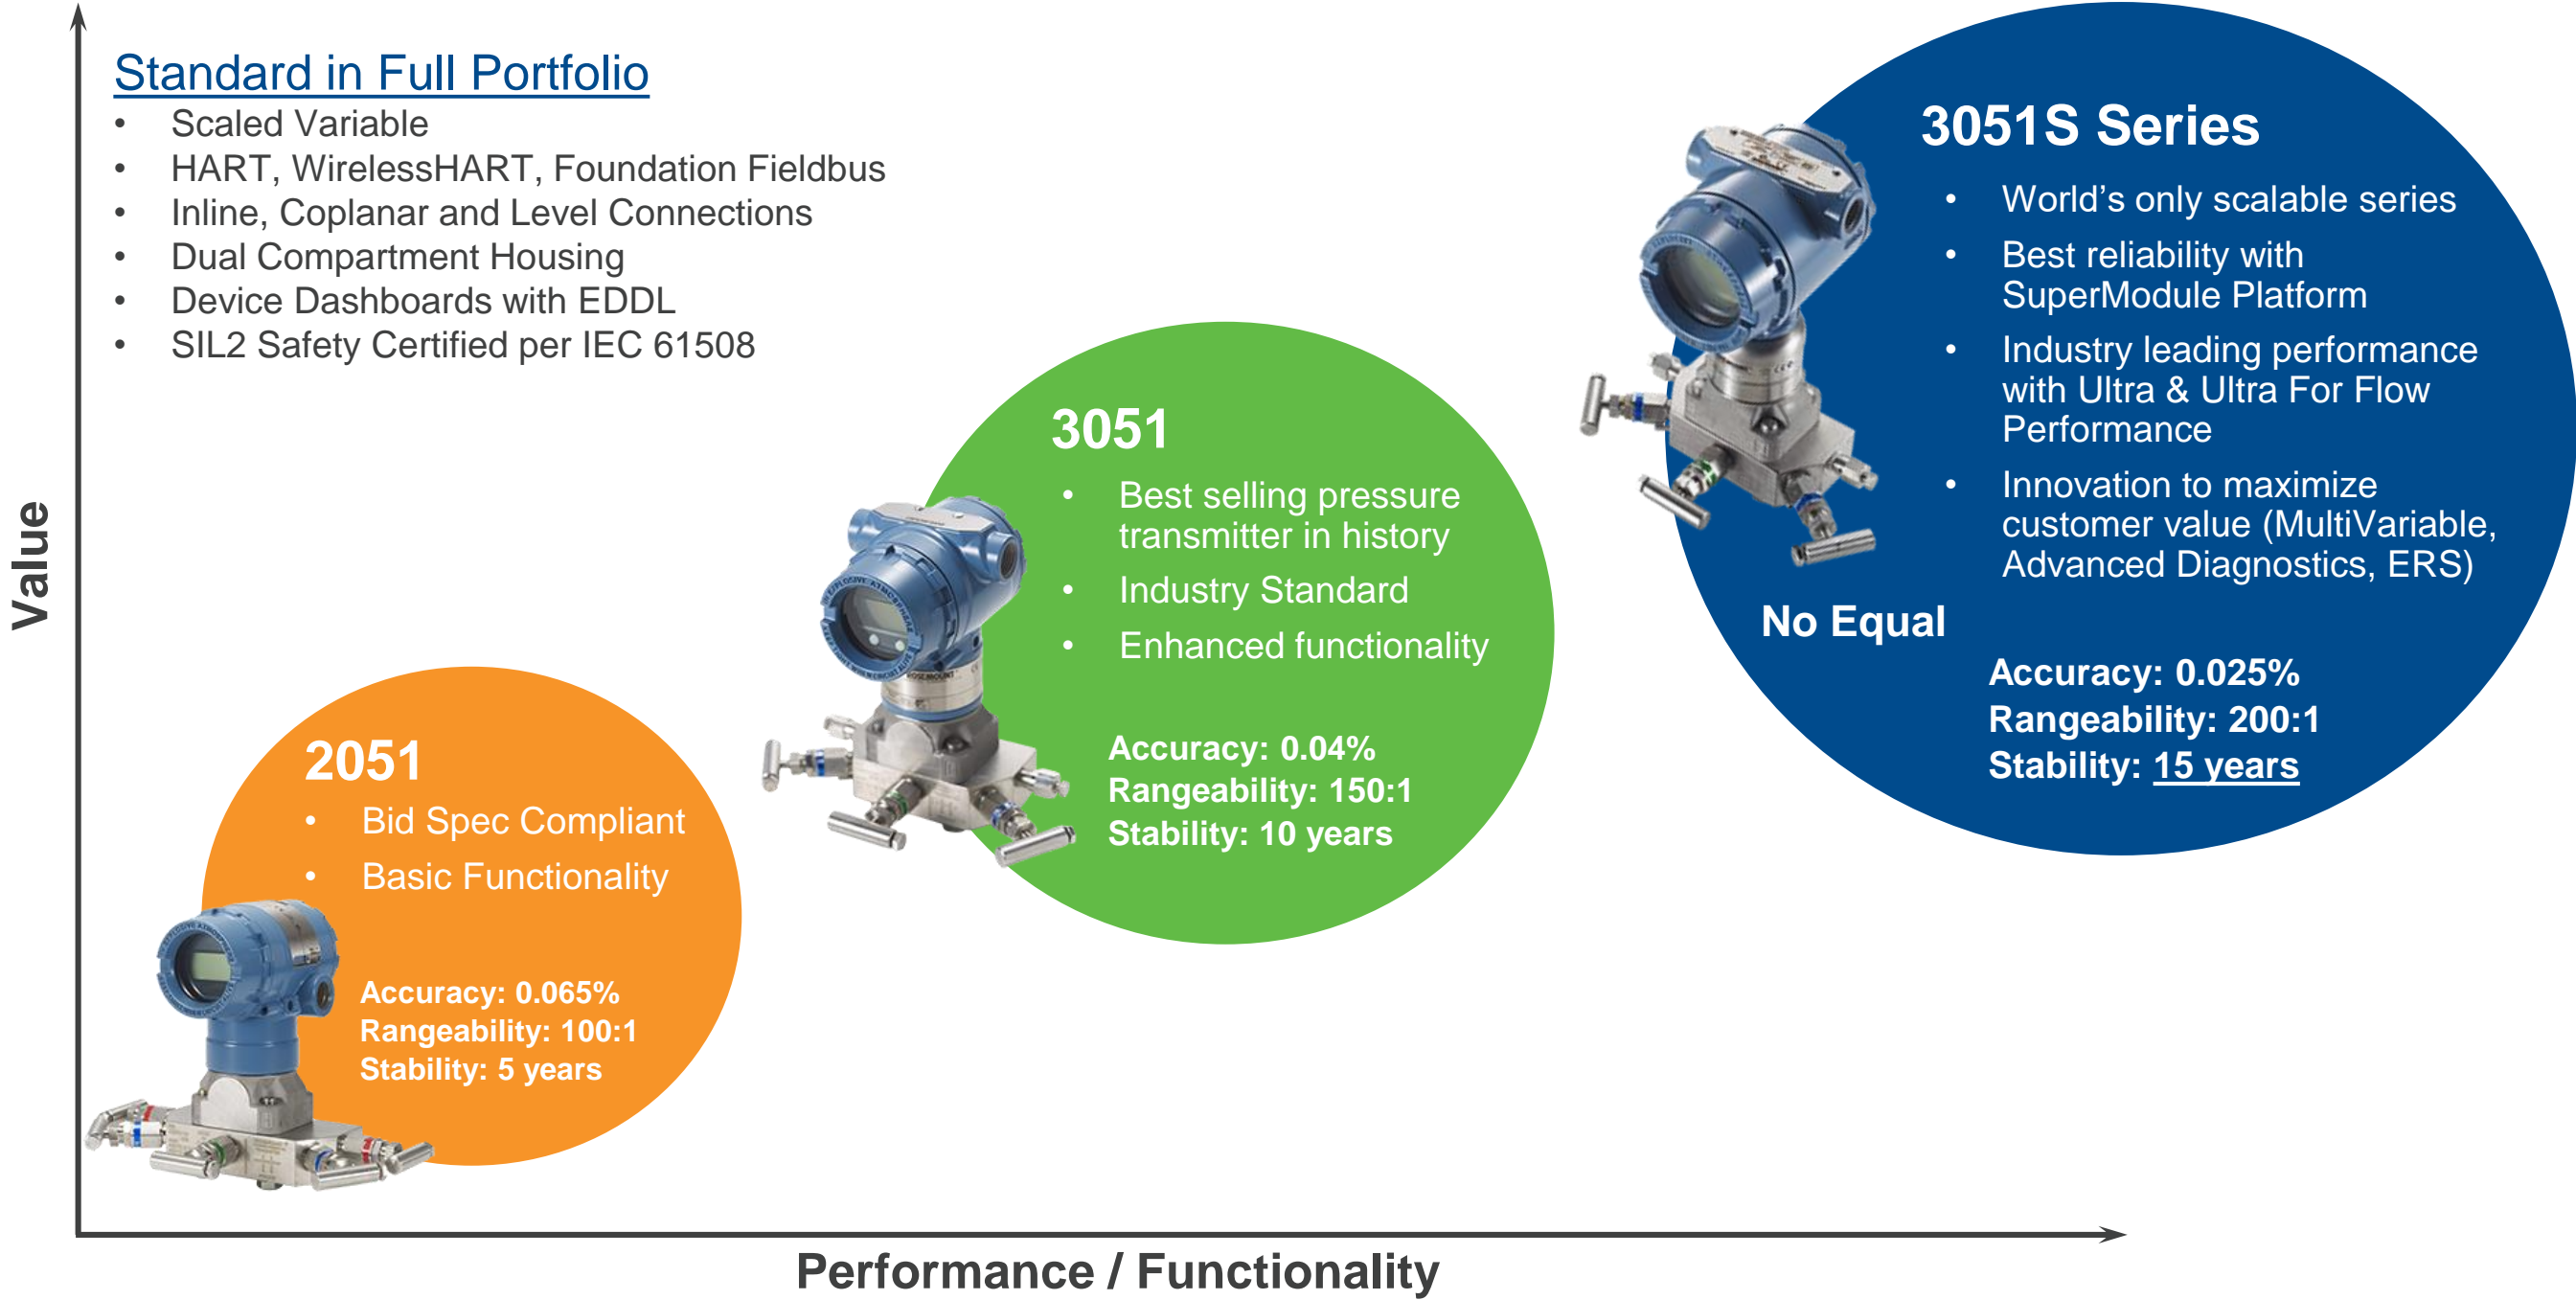 Standard in Full Portfolio
• Scaled Variable
• HART, WirelessHART, Foundation Fieldbus
• Inline, Coplanar and Level Connections
• Dual Compartment Housing
• Device Dashboards with EDDL
• SIL2 Safety Certified per IEC 61508
Value
2051
• Bid Spec Compliant
• Basic Functionality
Accuracy: 0.065%
Rangeability: 100:1
Stability: 5 years
3051
• Best selling pressure
transmitter in history
• Industry Standard
• Enhanced functionality
Accuracy: 0.04%
Rangeability: 150:1
Stability: 10 years
ROSEMOUNT
3051S Series
• World's only scalable series
• Best reliability with
SuperModule Platform
• Industry leading performance
with Ultra & Ultra For Flow
Performance
• Innovation to maximize
customer value (MultiVariable,
Advanced Diagnostics, ERS)
No Equal
Accuracy: 0.025%
Rangeability: 200:1
Stability: 15 years
Performance / Functionality